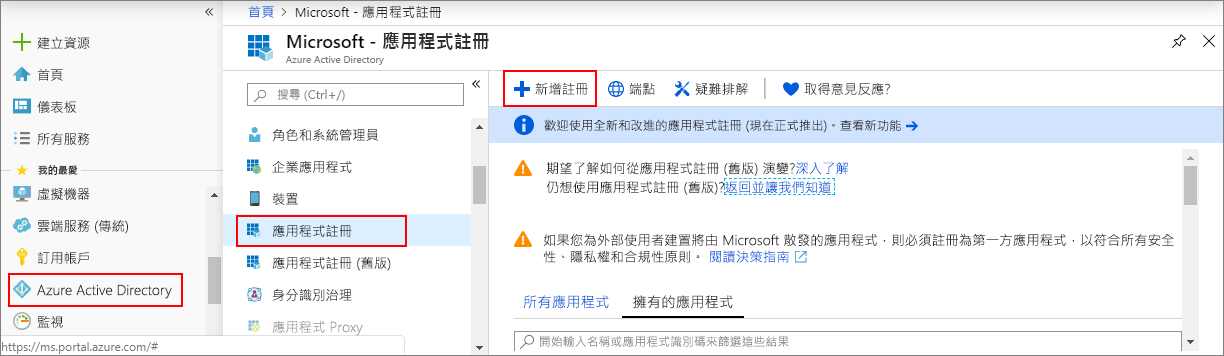 建立資源
首頁
儀表板
所有服務
我的最愛
虛擬機器
雲端服務 (傳統)
訂用帳戶
Azure Active Directory
監視
https://ms.portal.azure.com/#
首頁 > Microsoft - 應用程式註冊
Microsoft - 應用程式註冊
Azure Active Directory
搜尋 (Ctrl+/)
角色和系統管理員
企業應用程式
裝置
應用程式註冊
應用程式註冊 (舊版)
身分識別治理
應用程式 Proxy
新增註冊 端點 疑難排解 取得意見反應?
歡迎使用全新和改進的應用程式註冊 (現在正式推出)。查看新功能 →
期望了解如何從應用程式註冊 (舊版) 演變?深入了解
仍想使用應用程式註冊 (舊版)?返回並讓我們知道
如果您為外部使用者建置將由 Microsoft 散發的應用程式，則必須註冊為第一方應用程式，以符合所有安全
性、隱私權和合規性原則。 閱讀決策指南
所有應用程式 擁有的應用程式
開始輸入名稱或應用程式識別碼來篩選這些結果